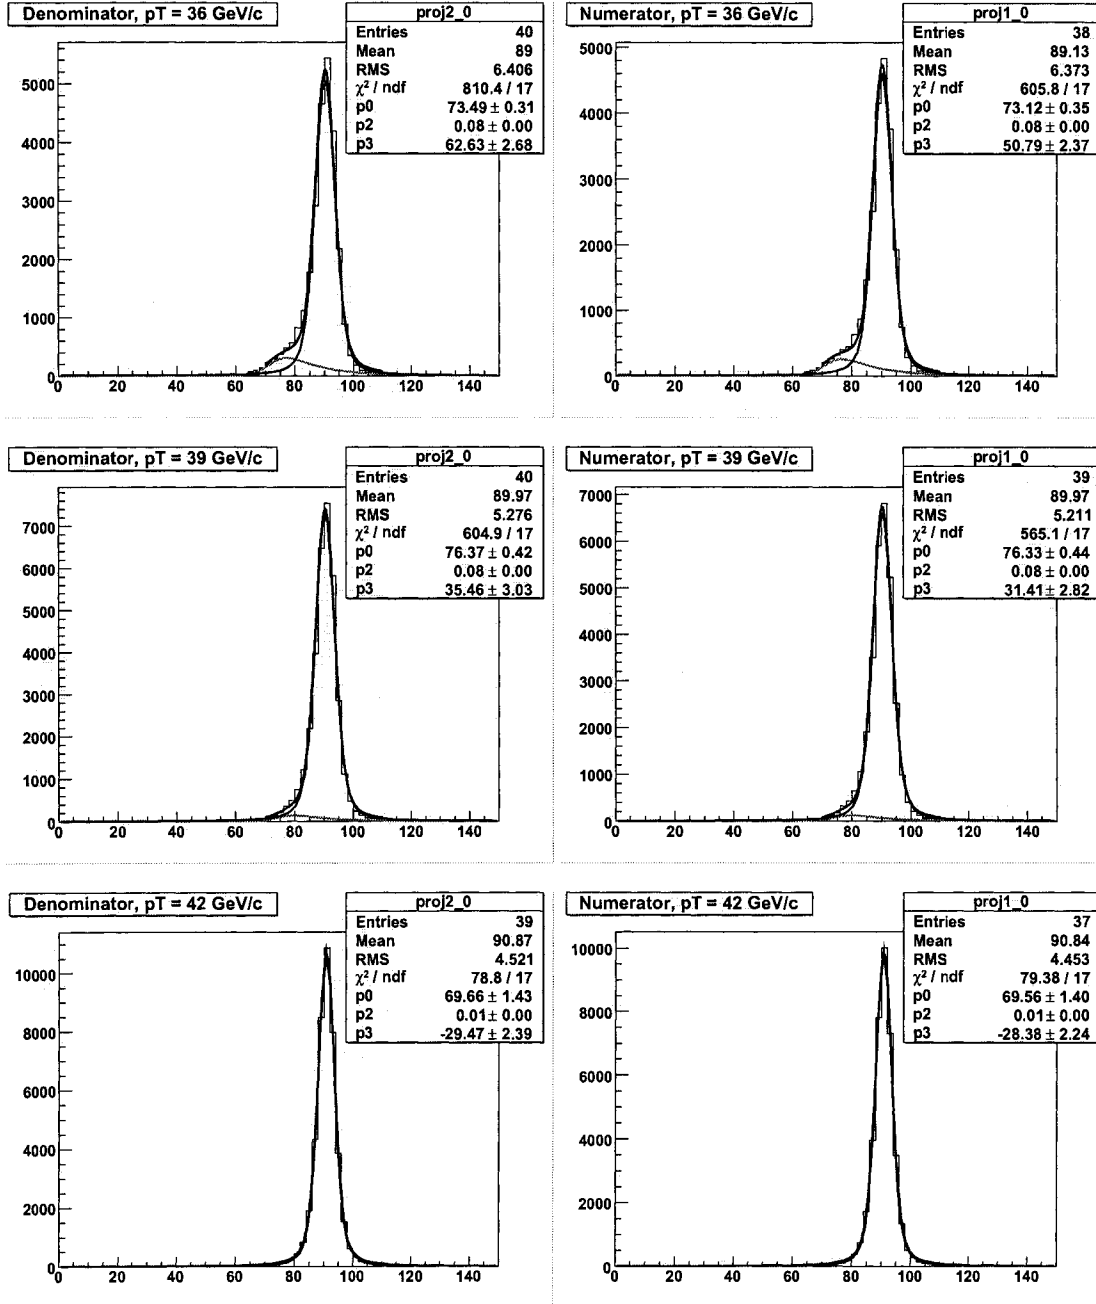 Denominator, pT = 36 GeV/c
proj2_0
Entries 40
Mean 89
RMS 6.406
χ² / ndf 810.4 / 17
p0 73.49 ± 0.31
p2 0.08 ± 0.00
p3 62.63 ± 2.68
5000
4000
3000
2000
1000
0
0 20 40 60 80 100 120 140
Numerator, pT = 36 GeV/c
proj1_0
Entries 38
Mean 89.13
RMS 6.373
χ² / ndf 605.8 / 17
p0 73.12 ± 0.35
p2 0.08 ± 0.00
p3 50.79 ± 2.37
5000
4000
3000
2000
1000
0
0 20 40 60 80 100 120 140
Denominator, pT = 39 GeV/c
proj2_0
Entries 40
Mean 89.97
RMS 5.276
χ² / ndf 604.9 / 17
p0 76.37 ± 0.42
p2 0.08 ± 0.00
p3 35.46 ± 3.03
7000
6000
5000
4000
3000
2000
1000
0
0 20 40 60 80 100 120 140
Numerator, pT = 39 GeV/c
proj1_0
Entries 39
Mean 89.97
RMS 5.211
χ² / ndf 565.1 / 17
p0 76.33 ± 0.44
p2 0.08 ± 0.00
p3 31.41 ± 2.82
7000
6000
5000
4000
3000
2000
1000
0
0 20 40 60 80 100 120 140
Denominator, pT = 42 GeV/c
proj2_0
Entries 39
Mean 90.87
RMS 4.521
χ² / ndf 78.8 / 17
p0 69.66 ± 1.43
p2 0.01 ± 0.00
p3 -29.47 ± 2.39
10000
8000
6000
4000
2000
0
0 20 40 60 80 100 120 140
Numerator, pT = 42 GeV/c
proj1_0
Entries 37
Mean 90.84
RMS 4.453
χ² / ndf 79.38 / 17
p0 69.56 ± 1.40
p2 0.01 ± 0.00
p3 -28.38 ± 2.24
10000
8000
6000
4000
2000
0
0 20 40 60 80 100 120 140